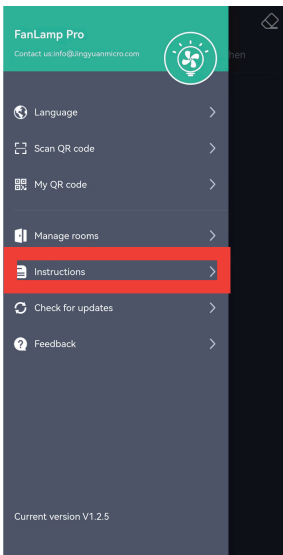 FanLamp Pro
Contact us:info@Jingyuanmicro.com
hen
Language
Scan QR code
My QR code
Manage rooms
Instructions
Check for updates
Feedback
Current version V1.2.5